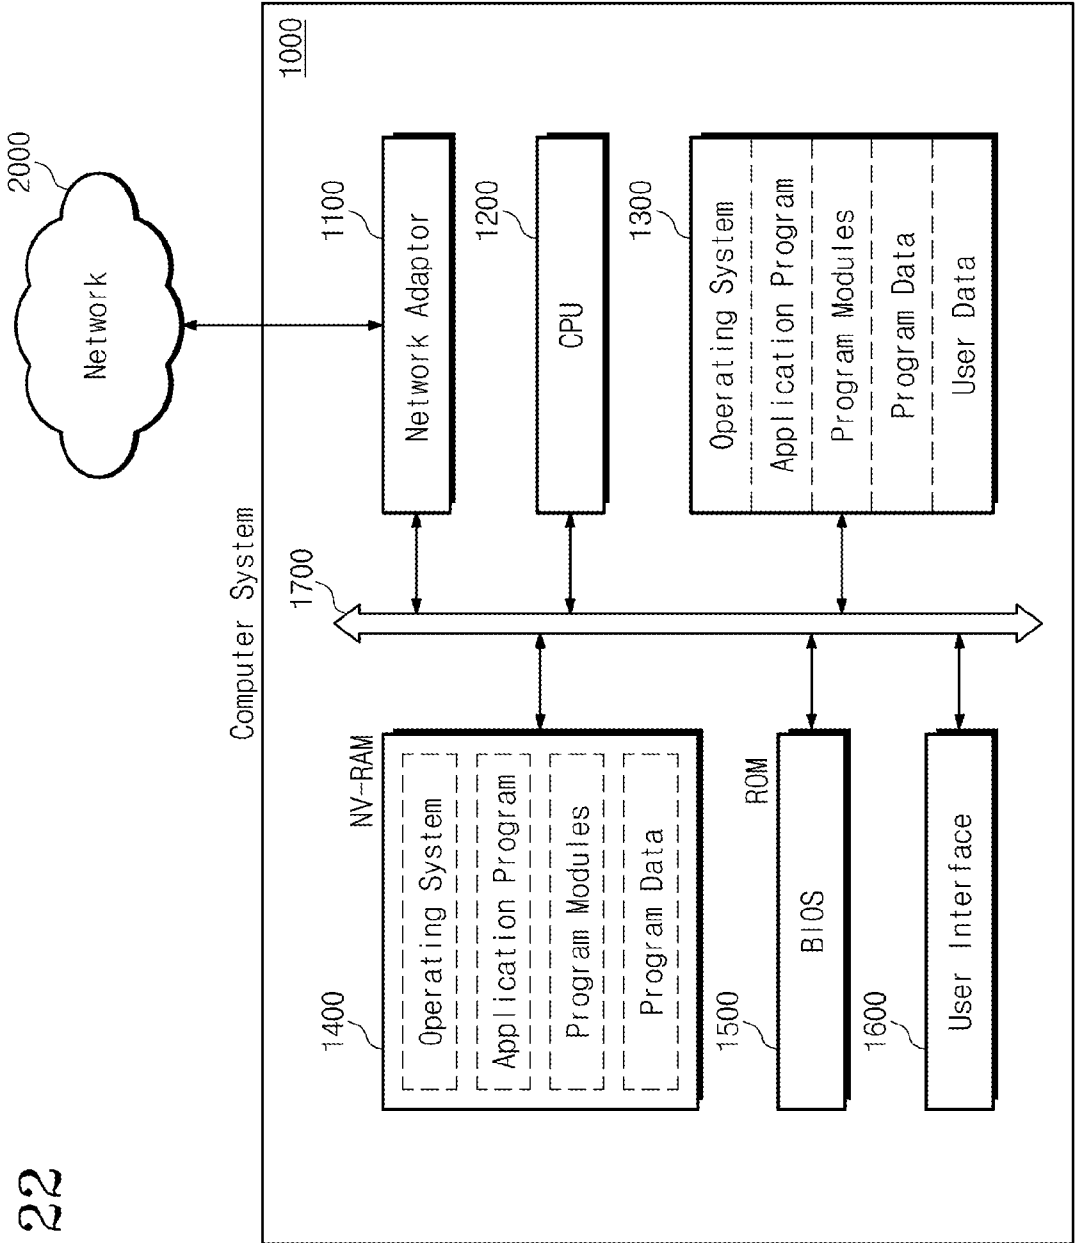 22
Computer System
1000
NV-RAM
1400
Operating System
Application Program
Program Modules
Program Data
ROM
1500
BIOS
1600
User Interface
1700
2000
Network
1100
Network Adaptor
1200
CPU
1300
Operating System
Application Program
Program Modules
Program Data
User Data